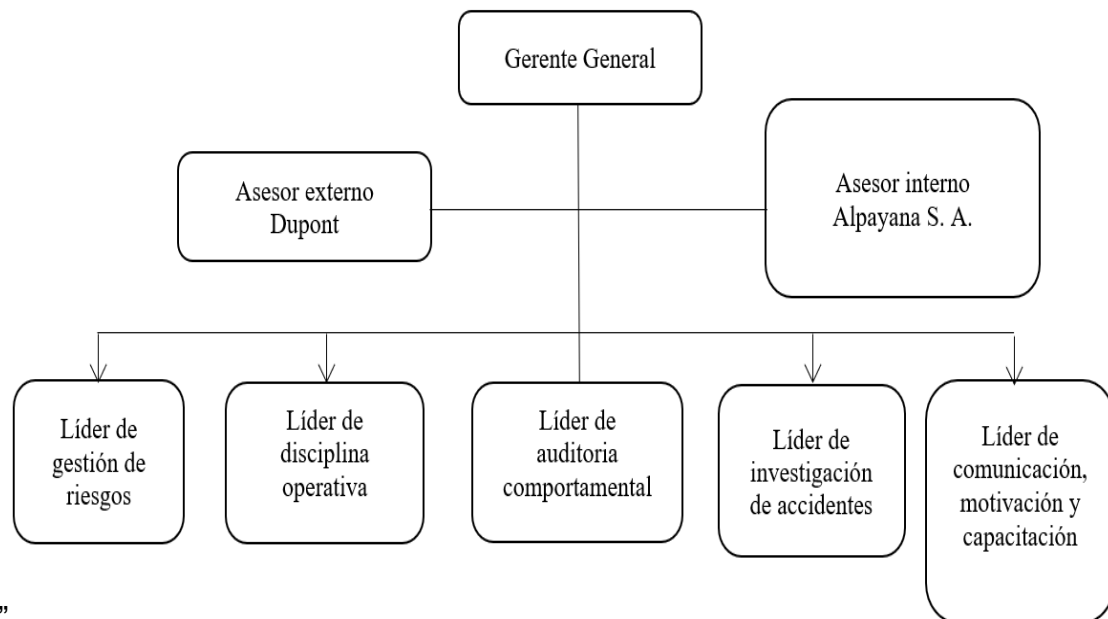 Gerente General
Asesor externo
Dupont
Asesor interno
Alpayana S. A.
Líder de
gestión de
riesgos
Líder de
disciplina
operativa
Líder de
auditoria
comportamental
Líder de
investigación
de accidentes
Líder de
comunicación,
motivación y
capacitación
”